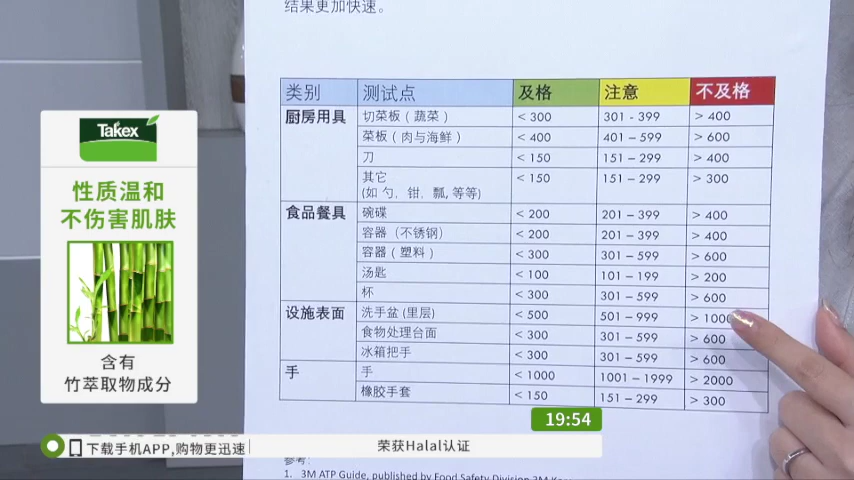 结果更加快速。
类别 测试点 及格 注意 不及格
厨房用具 切菜板（蔬菜） < 300 301 - 399 > 400
菜板（肉与海鲜） < 400 401 – 599 > 600
刀 < 150 151 – 299 > 400
其它 < 150 151 – 299 > 300
(如 勺, 钳, 瓢, 等等)
食品餐具 碗碟 < 200 201 – 399 > 400
容器（不锈钢） < 200 201 – 399 > 400
容器（塑料） < 300 301 – 599 > 600
汤匙 < 100 101 – 199 > 200
杯 < 300 301 – 599 > 600
设施表面 洗手盆 (里层) < 500 501 – 999 > 1000
食物处理台面 < 300 301 – 599 > 600
冰箱把手 < 300 301 – 599 > 600
手 手 < 1000 1001 – 1999 > 2000
橡胶手套 < 150 151 – 299 > 300
Takex
性质温和
不伤害肌肤
含有
竹萃取物成分
19:54
下载手机APP,购物更迅速
荣获Halal认证
参考:
1. 3M ATP Guide, published by Food Safety Division 3M